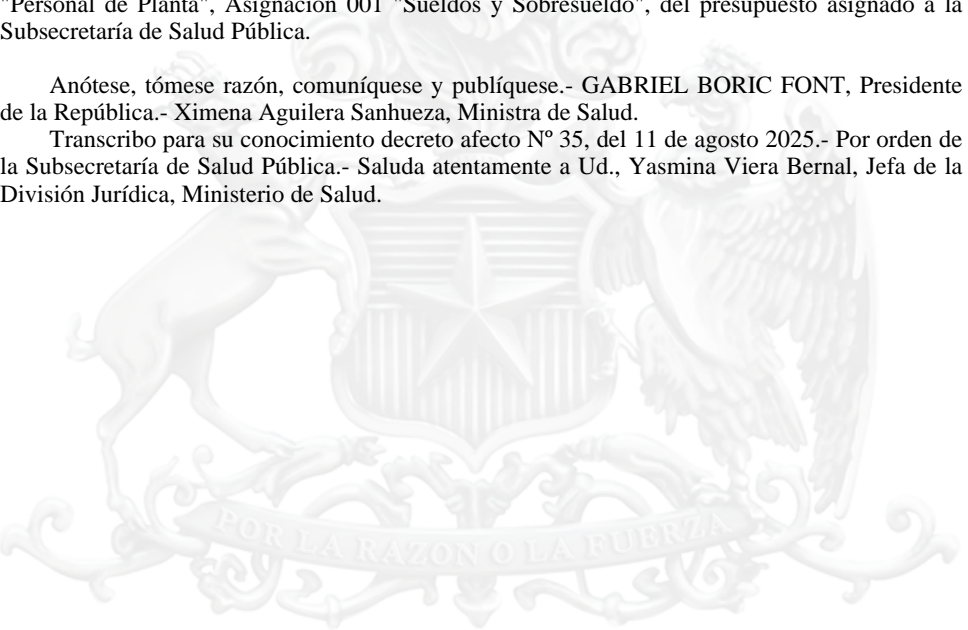 "Personal de Planta", Asignación 001 "Sueldos y Sobresueldo", del presupuesto asignado a la
Subsecretaría de Salud Pública.
Anótese, tómese razón, comuníquese y publíquese.- GABRIEL BORIC FONT, Presidente
de la República.- Ximena Aguilera Sanhueza, Ministra de Salud.
Transcribo para su conocimiento decreto afecto Nº 35, del 11 de agosto 2025.- Por orden de
la Subsecretaría de Salud Pública.- Saluda atentamente a Ud., Yasmina Viera Bernal, Jefa de la
División Jurídica, Ministerio de Salud.
POR LA RAZON O LA FUERZA